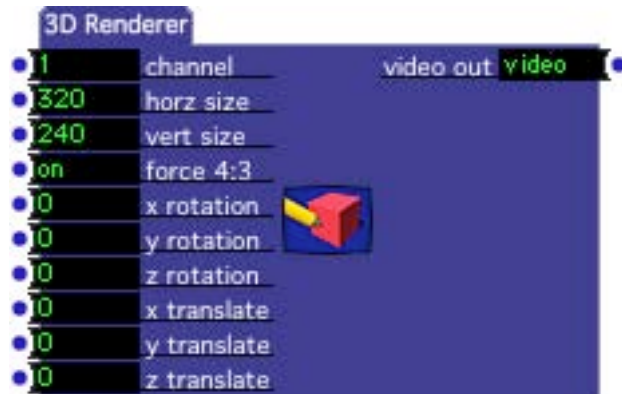 3D Renderer
1 channel video out video
320 horz size
240 vert size
on force 4:3
0 x rotation
0 y rotation
0 z rotation
0 x translate
0 y translate
0 z translate